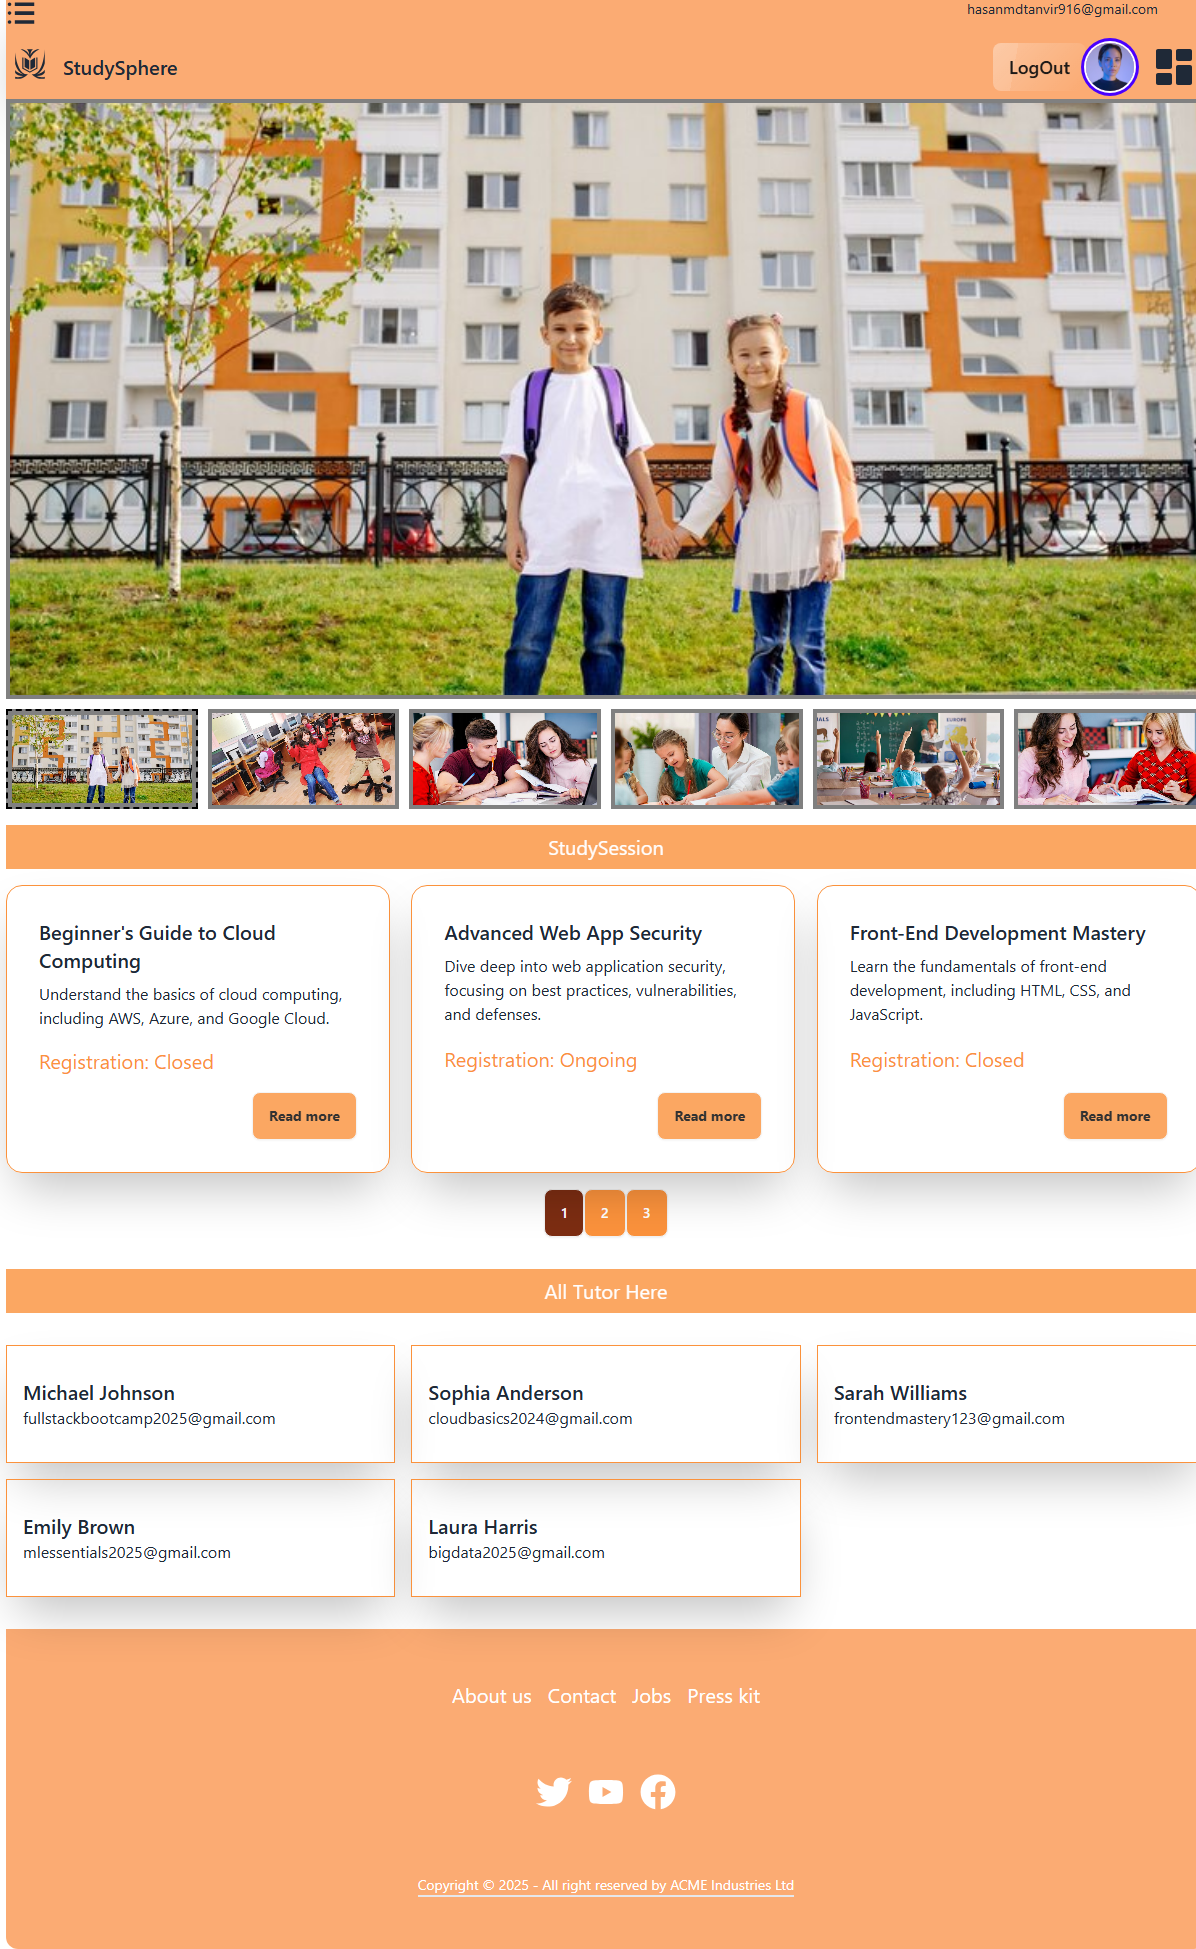 hasanmdtanvir916@gmail.com
StudySphere
LogOut
StudySession
Beginner's Guide to Cloud
Computing
Understand the basics of cloud computing,
including AWS, Azure, and Google Cloud.
Registration: Closed
Read more
Advanced Web App Security
Dive deep into web application security,
focusing on best practices, vulnerabilities,
and defenses.
Registration: Ongoing
Read more
Front-End Development Mastery
Learn the fundamentals of front-end
development, including HTML, CSS, and
JavaScript.
Registration: Closed
Read more
1 2 3
All Tutor Here
Michael Johnson
fullstackbootcamp2025@gmail.com
Sophia Anderson
cloudbasics2024@gmail.com
Sarah Williams
frontendmastery123@gmail.com
Emily Brown
mlessentials2025@gmail.com
Laura Harris
bigdata2025@gmail.com
About us Contact Jobs Press kit
Copyright © 2025 - All right reserved by ACME Industries Ltd